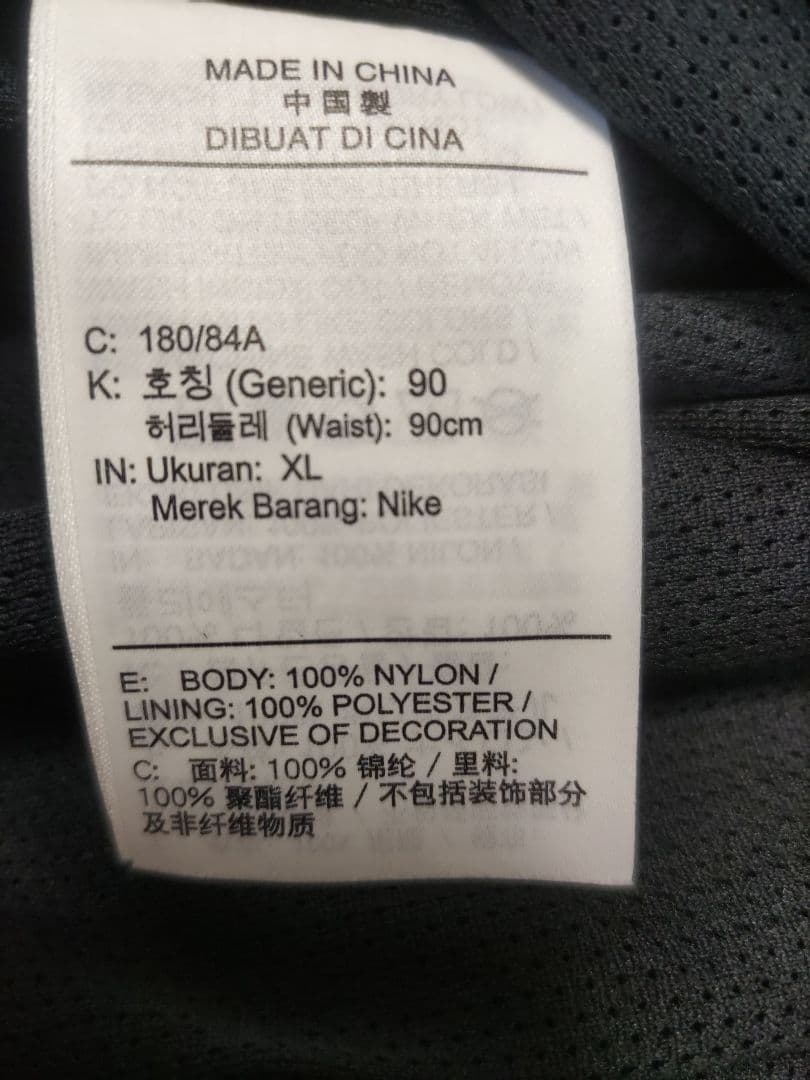 MADE IN CHINA
中国製
DIBUAT DI CINA
C: 180/84A
K: 호칭 (Generic): 90
허리둘레 (Waist): 90cm
IN: Ukuran: XL
Merek Barang: Nike
E: BODY: 100% NYLON /
LINING: 100% POLYESTER /
EXCLUSIVE OF DECORATION
C: 面料: 100% 锦纶 / 里料:
100% 聚酯纤维 / 不包括装饰部分
及非纤维物质